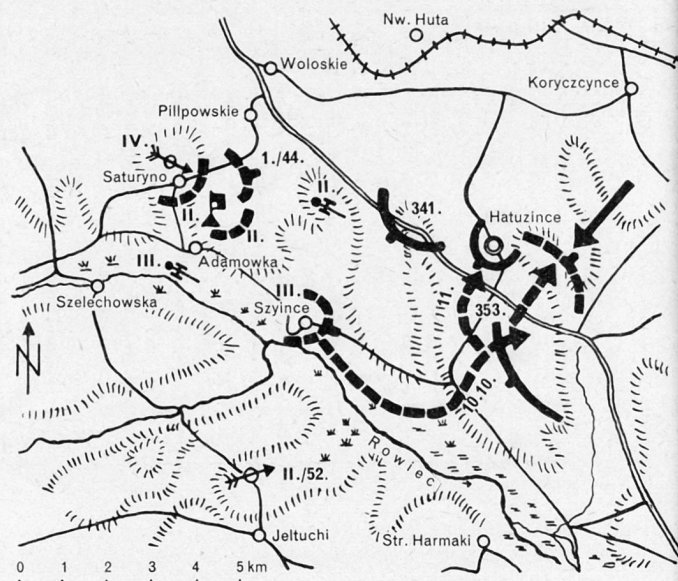 Nw. Huta
Woloskie
Koryczcynce
Pillpowskie
IV.
1./44.
Saturyno
II.
II.
341.
Hatuzince
II.
Adamowka
III.
III.
Szelechowska
Szyince
11.
353.
N
10.10.
Rowiec
II./52.
Jeltuchi
Str. Harmaki
0 1 2 3 4 5 km